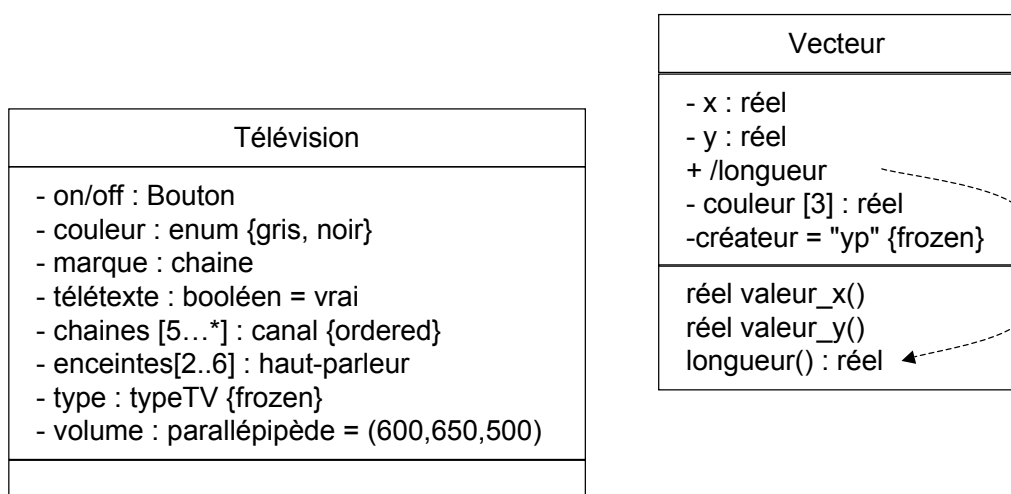 Télévision
- on/off : Bouton
- couleur : enum {gris, noir}
- marque : chaine
- télétexte : booléen = vrai
- chaines [5…*] : canal {ordered}
- enceintes[2..6] : haut-parleur
- type : typeTV {frozen}
- volume : parallépipède = (600,650,500)
Vecteur
- x : réel
- y : réel
+ /longueur
- couleur [3] : réel
-créateur = "yp" {frozen}
réel valeur_x()
réel valeur_y()
longueur() : réel